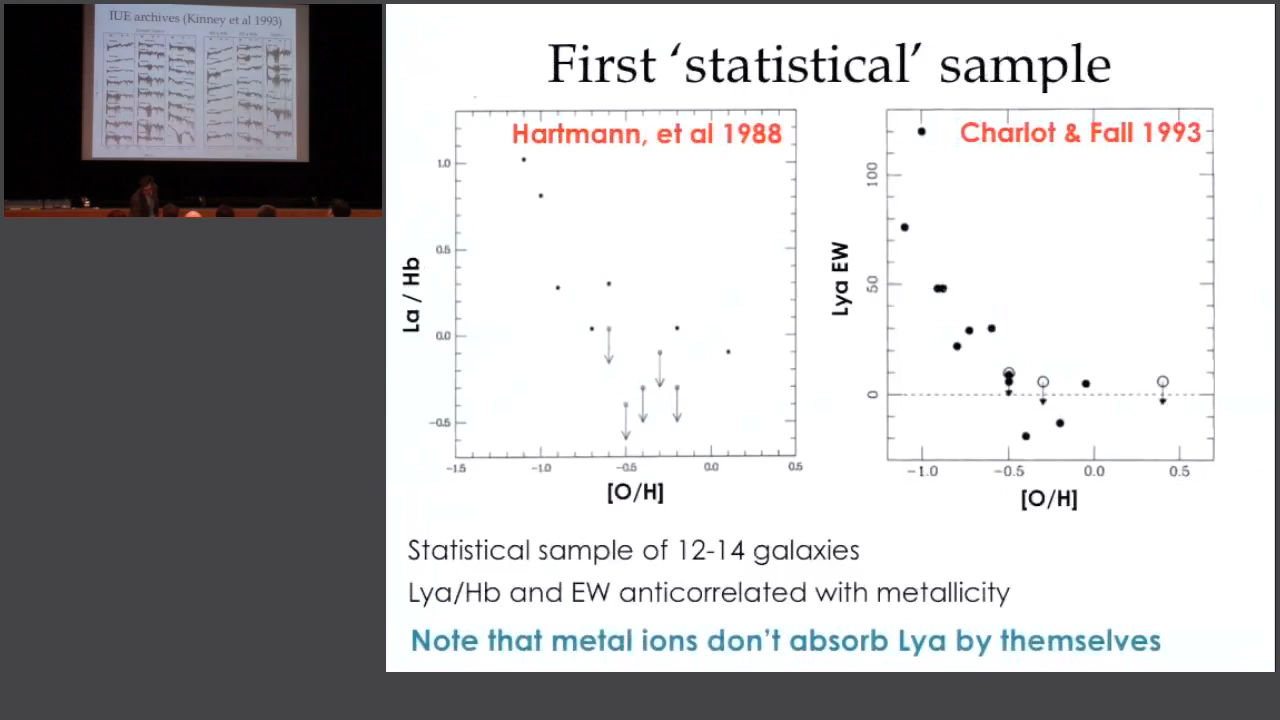 IUE archives (Kinney et al 1993)
First ‘statistical’ sample
Hartmann, et al 1988
1.0
0.5
0.0
-0.5
-1.5 -1.0 -0.5 0.0 0.5
La / Hb
[O/H]
Charlot & Fall 1993
100
50
0
-1.0 -0.5 0.0 0.5
Lya EW
[O/H]
Statistical sample of 12-14 galaxies
Lya/Hb and EW anticorrelated with metallicity
Note that metal ions don’t absorb Lya by themselves